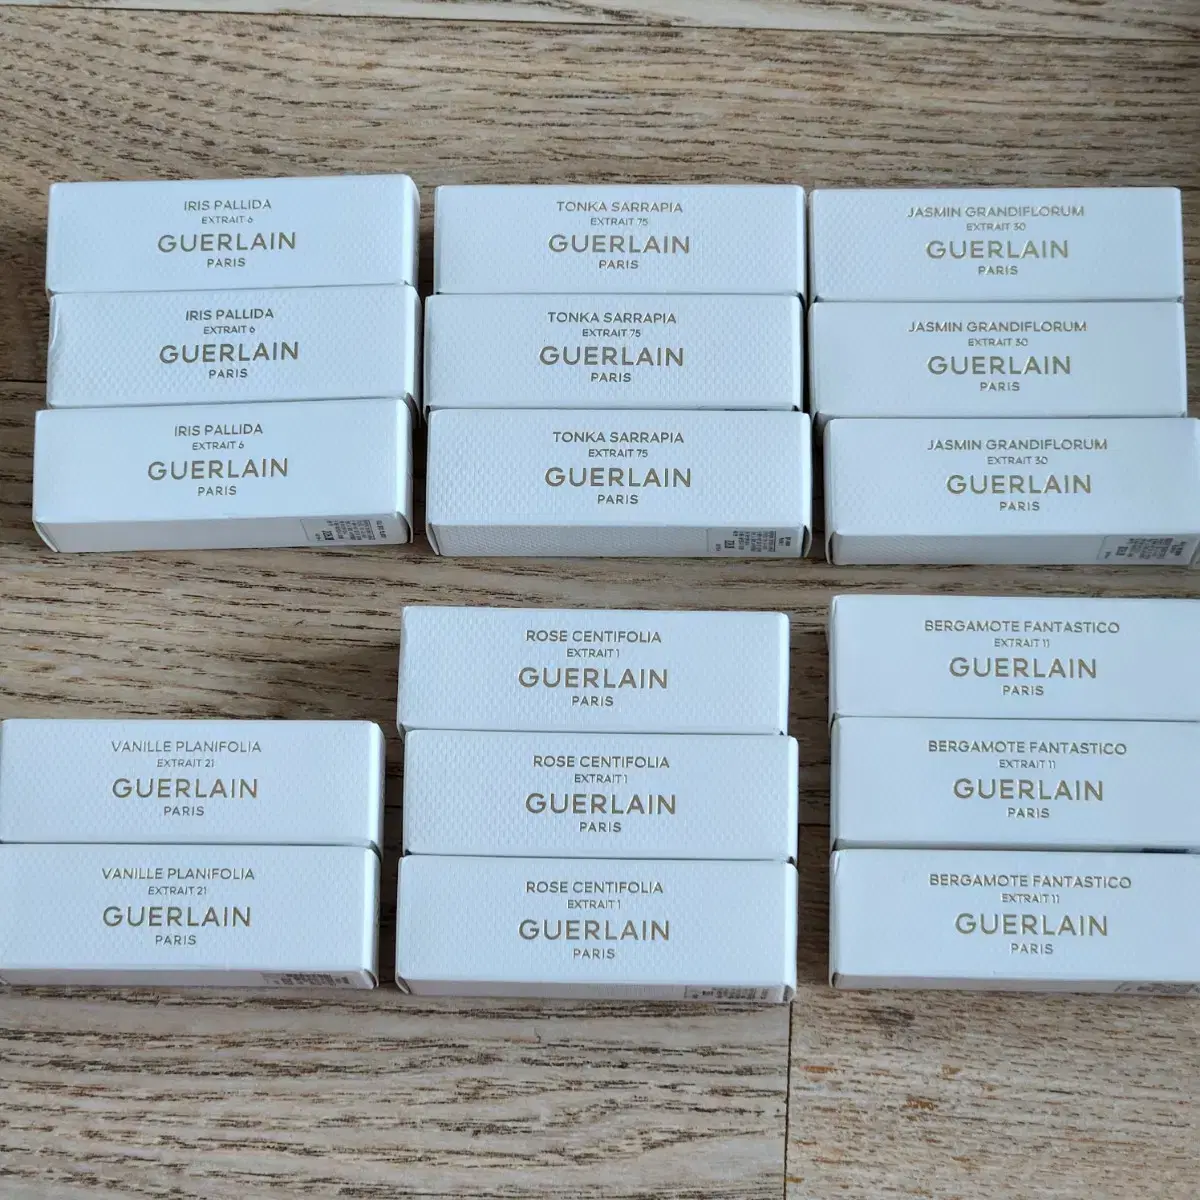 IRIS PALLIDA
EXTRAIT 6
GUERLAIN
PARIS
IRIS PALLIDA
EXTRAIT 6
GUERLAIN
PARIS
IRIS PALLIDA
EXTRAIT 6
GUERLAIN
PARIS
TONKA SARRAPIA
EXTRAIT 75
GUERLAIN
PARIS
TONKA SARRAPIA
EXTRAIT 75
GUERLAIN
PARIS
TONKA SARRAPIA
EXTRAIT 75
GUERLAIN
PARIS
JASMIN GRANDIFLORUM
EXTRAIT 30
GUERLAIN
PARIS
JASMIN GRANDIFLORUM
EXTRAIT 30
GUERLAIN
PARIS
JASMIN GRANDIFLORUM
EXTRAIT 30
GUERLAIN
PARIS
VANILLE PLANIFOLIA
EXTRAIT 21
GUERLAIN
PARIS
VANILLE PLANIFOLIA
EXTRAIT 21
GUERLAIN
PARIS
ROSE CENTIFOLIA
EXTRAIT 1
GUERLAIN
PARIS
ROSE CENTIFOLIA
EXTRAIT 1
GUERLAIN
PARIS
ROSE CENTIFOLIA
EXTRAIT 1
GUERLAIN
PARIS
BERGAMOTE FANTASTICO
EXTRAIT 11
GUERLAIN
PARIS
BERGAMOTE FANTASTICO
EXTRAIT 11
GUERLAIN
PARIS
BERGAMOTE FANTASTICO
EXTRAIT 11
GUERLAIN
PARIS